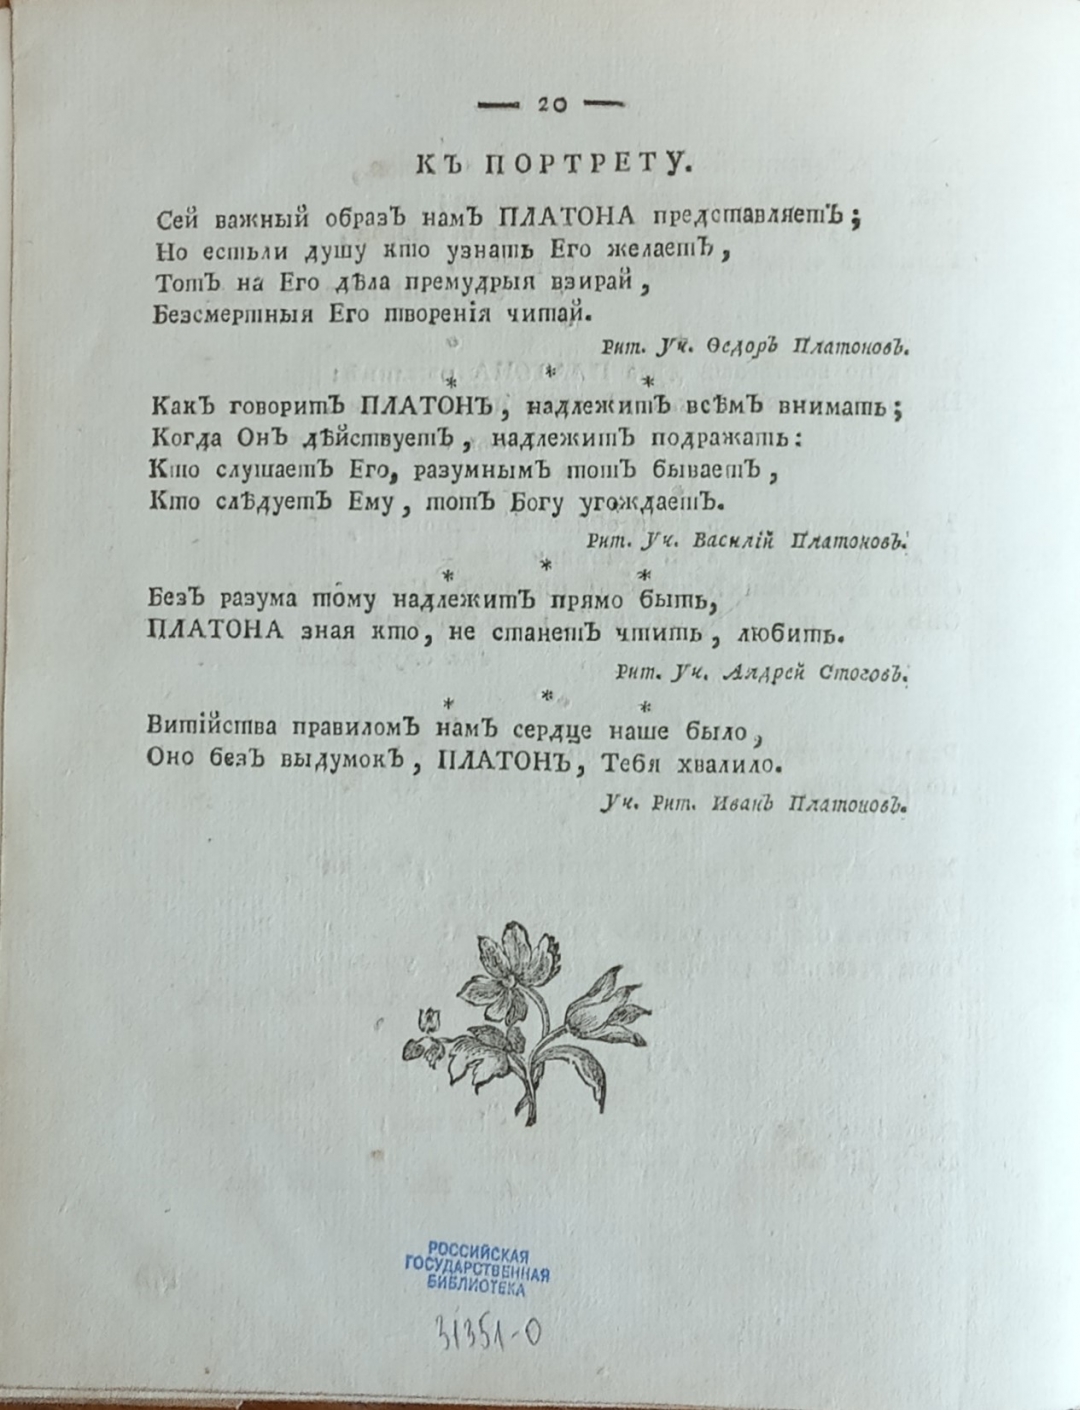 — 20 —
КЪ ПОРТРЕТУ.
Сей важный образЪ намЪ ПЛАТОНА представляетЪ;
Но естьли душу кто узнать Его желаетЪ,
ТотЪ на Его дѣла премудрыя взирай,
Безсмертныя Его творенія читай.
Рит. Уч. Ѳедоръ Платоновъ.
* * *
КакЪ говоритЪ ПЛАТОНЪ, надлежитЪ всѣмЪ внимать;
Когда ОнЪ дѣйствуетЪ, надлежитЪ подражать:
Кто слушаетЪ Его, разумнымЪ тотЪ бываетЪ,
Кто слѣдуетЪ Ему, тотЪ Богу угождаетЪ.
Рит. Уч. Василій Платоновъ.
* * *
БезЪ разума тому надлежитЪ прямо быть,
ПЛАТОНА зная кто, не станетЪ чтить, любить.
Рит. Уч. Андрей Стоговъ.
* * *
Витійства правиломЪ намЪ сердце наше было,
Оно безЪ выдумокЪ, ПЛАТОНЪ, Тебя хвалило.
Уч. Рит. Иванъ Платоновъ.
РОССИЙСКАЯ
ГОСУДАРСТВЕННАЯ
БИБЛИОТЕКА
31351-0